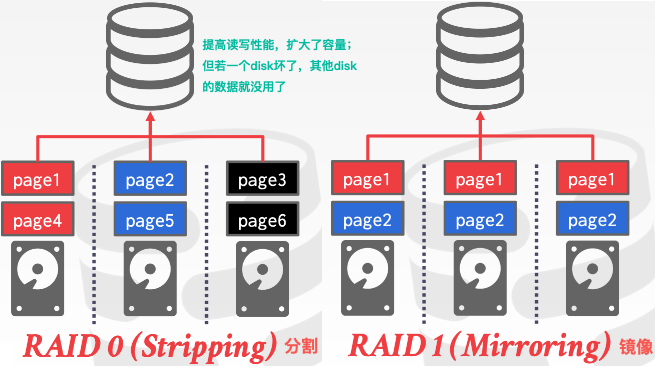 提高读写性能，扩大了容量；
但若一个disk坏了，其他disk
的数据就没用了
page1 page2 page3
page4 page5 page6
RAID 0 (Stripping) 分割
page1 page1 page1
page2 page2 page2
RAID 1 (Mirroring) 镜像